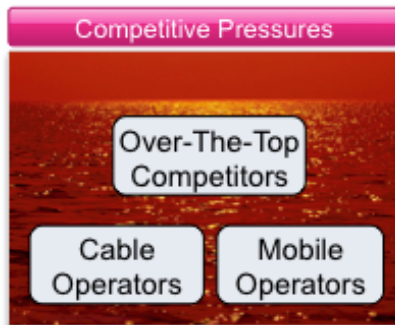 Competitive Pressures
Over-The-Top
Competitors
Cable
Operators
Mobile
Operators